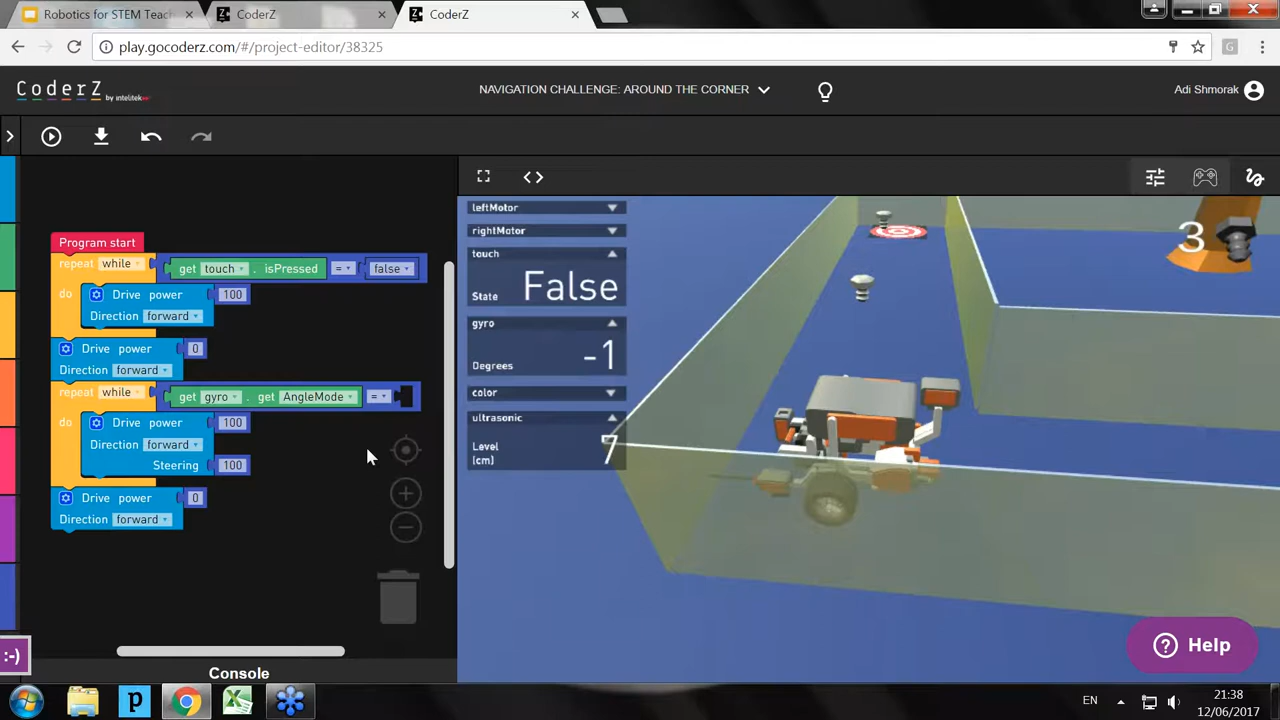 Robotics for STEM Teach
CoderZ
CoderZ
play.gocoderz.com/#/project-editor/38325
G
CoderZ
by intelitek
NAVIGATION CHALLENGE: AROUND THE CORNER
Adi Shmorak
Program start
repeat while get touch . isPressed = false
do Drive power 100
Direction forward
Drive power 0
Direction forward
repeat while get gyro . get AngleMode =
do Drive power 100
Direction forward
Steering 100
Drive power 0
Direction forward
leftMotor
rightMotor
touch
State False
gyro
Degrees -1
color
ultrasonic
Level
(cm) 7
3
Help
:-)
Console
p
EN
21:38
12/06/2017